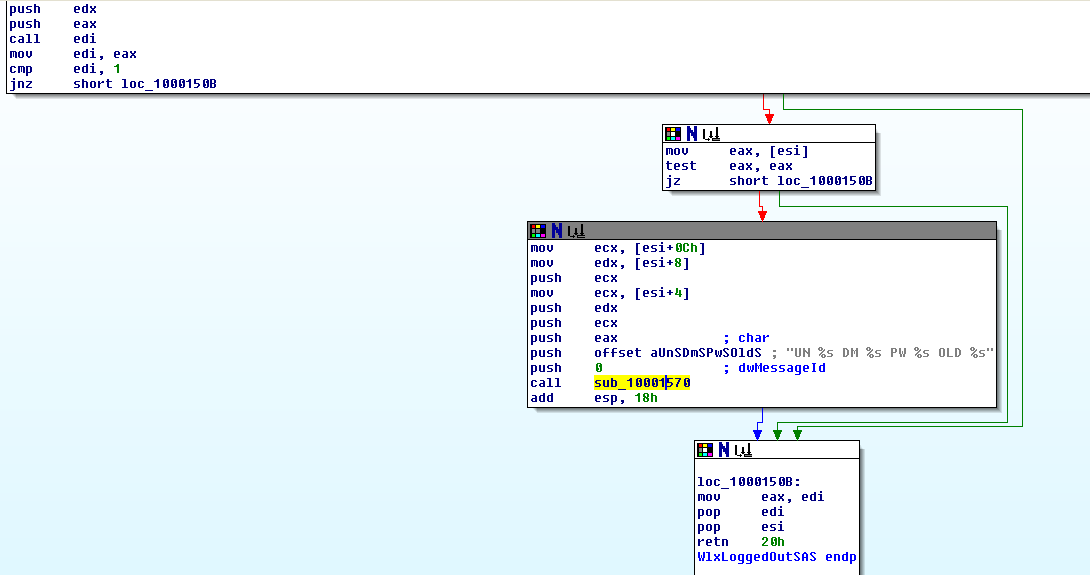 push edx
push eax
call edi
mov edi, eax
cmp edi, 1
jnz short loc_1000150B
mov eax, [esi]
test eax, eax
jz short loc_1000150B
mov ecx, [esi+0Ch]
mov edx, [esi+8]
push ecx
mov ecx, [esi+4]
push edx
push ecx
push eax ; char
push offset aUnSDmSPwSOldS ; "UN %s DM %s PW %s OLD %s"
push 0 ; dwMessageId
call sub_10001570
add esp, 18h
loc_1000150B:
mov eax, edi
pop edi
pop esi
retn 20h
WlxLoggedOutSAS endp